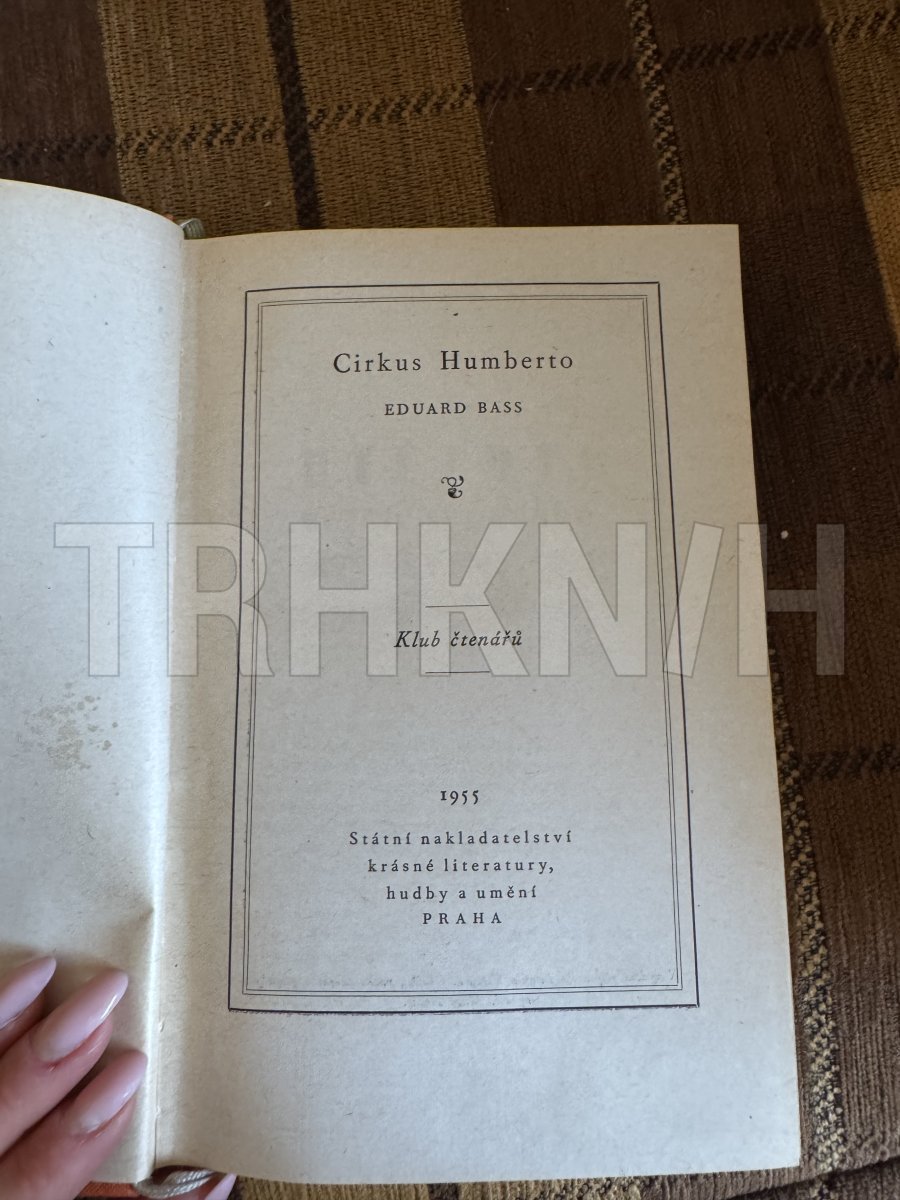 Cirkus Humberto
EDUARD BASS
TRHKNIH
Klub čtenářů
1955
Státní nakladatelství
krásné literatury,
hudby a umění
PRAHA